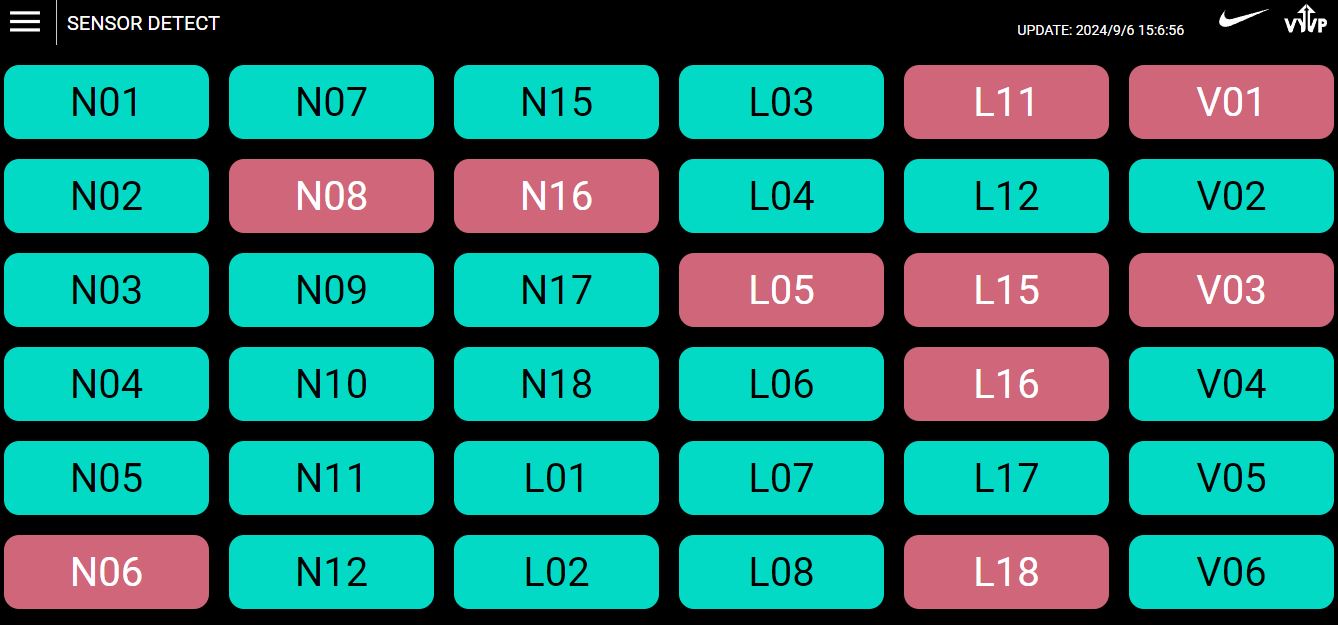 SENSOR DETECT
UPDATE: 2024/9/6 15:6:56
VTVP
N01 N07 N15 L03 L11 V01
N02 N08 N16 L04 L12 V02
N03 N09 N17 L05 L15 V03
N04 N10 N18 L06 L16 V04
N05 N11 L01 L07 L17 V05
N06 N12 L02 L08 L18 V06